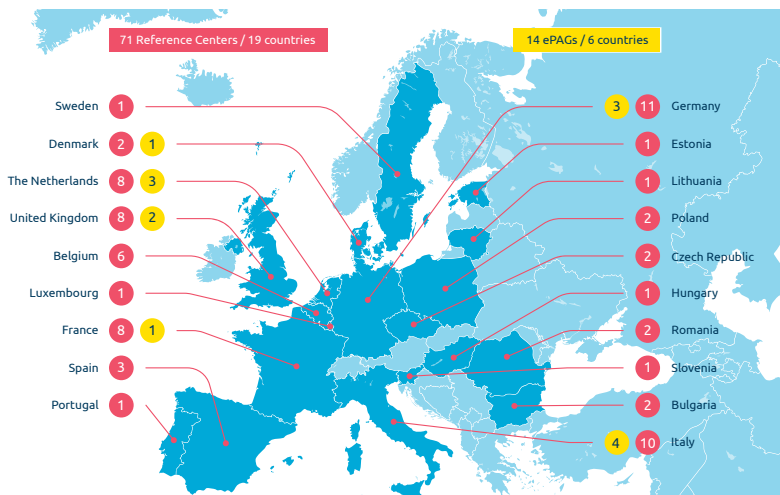 71 Reference Centers / 19 countries
14 ePAGs / 6 countries
Sweden 1
Denmark 2 1
The Netherlands 8 3
United Kingdom 8 2
Belgium 6
Luxembourg 1
France 8 1
Spain 3
Portugal 1
3 11 Germany
1 Estonia
1 Lithuania
2 Poland
2 Czech Republic
1 Hungary
2 Romania
1 Slovenia
2 Bulgaria
4 10 Italy